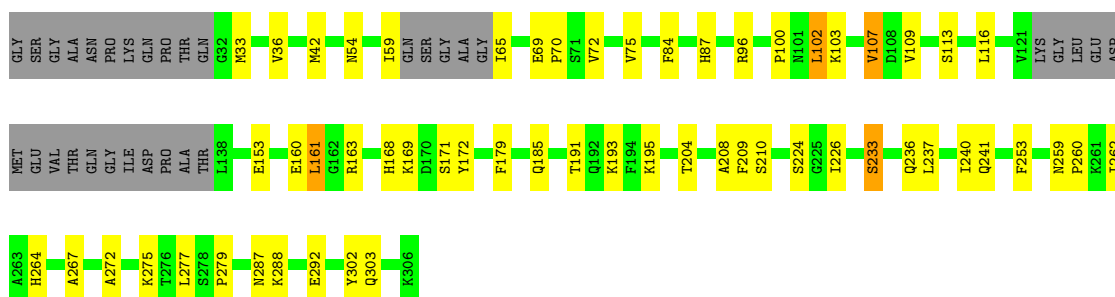 GLY SER GLY ALA ASN PRO LYS GLN PRO THR GLN G32 M33 V36 M42 N54 I59 GLN SER GLY ALA GLY I65 E69 P70 S71 V72 V75 F84 H87 R96 P100 N101 L102 K103 V107 D108 V109 S113 L116 V121 LYS GLY LEU GLU ASP
MET GLU VAL THR GLN GLY ILE ASP PRO ALA THR L138 E153 E160 L161 G162 R163 H168 K169 D170 S171 Y172 F179 Q185 T191 Q192 K193 F194 K195 T204 A208 F209 S210 S224 G225 I226 S233 Q236 L237 I240 Q241 F253 N259 P260 K261
A263 H264 A267 A272 K275 T276 L277 S278 P279 N287 K288 E292 Y302 Q303 K306